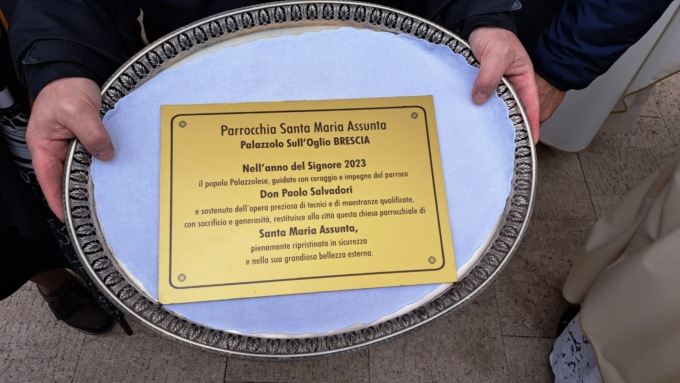 Parrocchia Santa Maria Assunta
Palazzolo Sull'Oglio BRESCIA
Nell'anno del Signore 2023
il popolo Palazzolese, guidato con coraggio e impegno dal parroco
Don Paolo Salvadori
e sostenuto dell'opera preziosa di tecnici e di maestranze qualificate,
con sacrificio e generosità, restituisce alla città questa chiesa parrocchiale di
Santa Maria Assunta,
pienamente ripristinato in sicurezza
e nella sua grandiosa bellezza esterna.